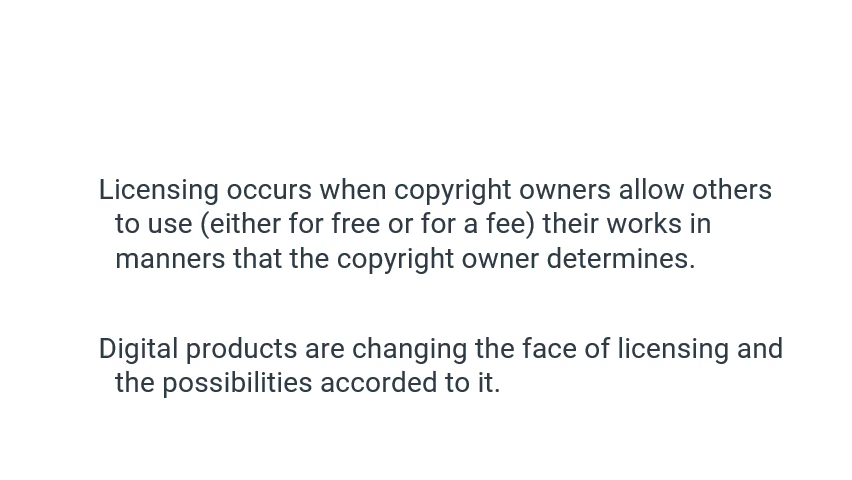 Licensing occurs when copyright owners allow others
to use (either for free or for a fee) their works in
manners that the copyright owner determines.
Digital products are changing the face of licensing and
the possibilities accorded to it.